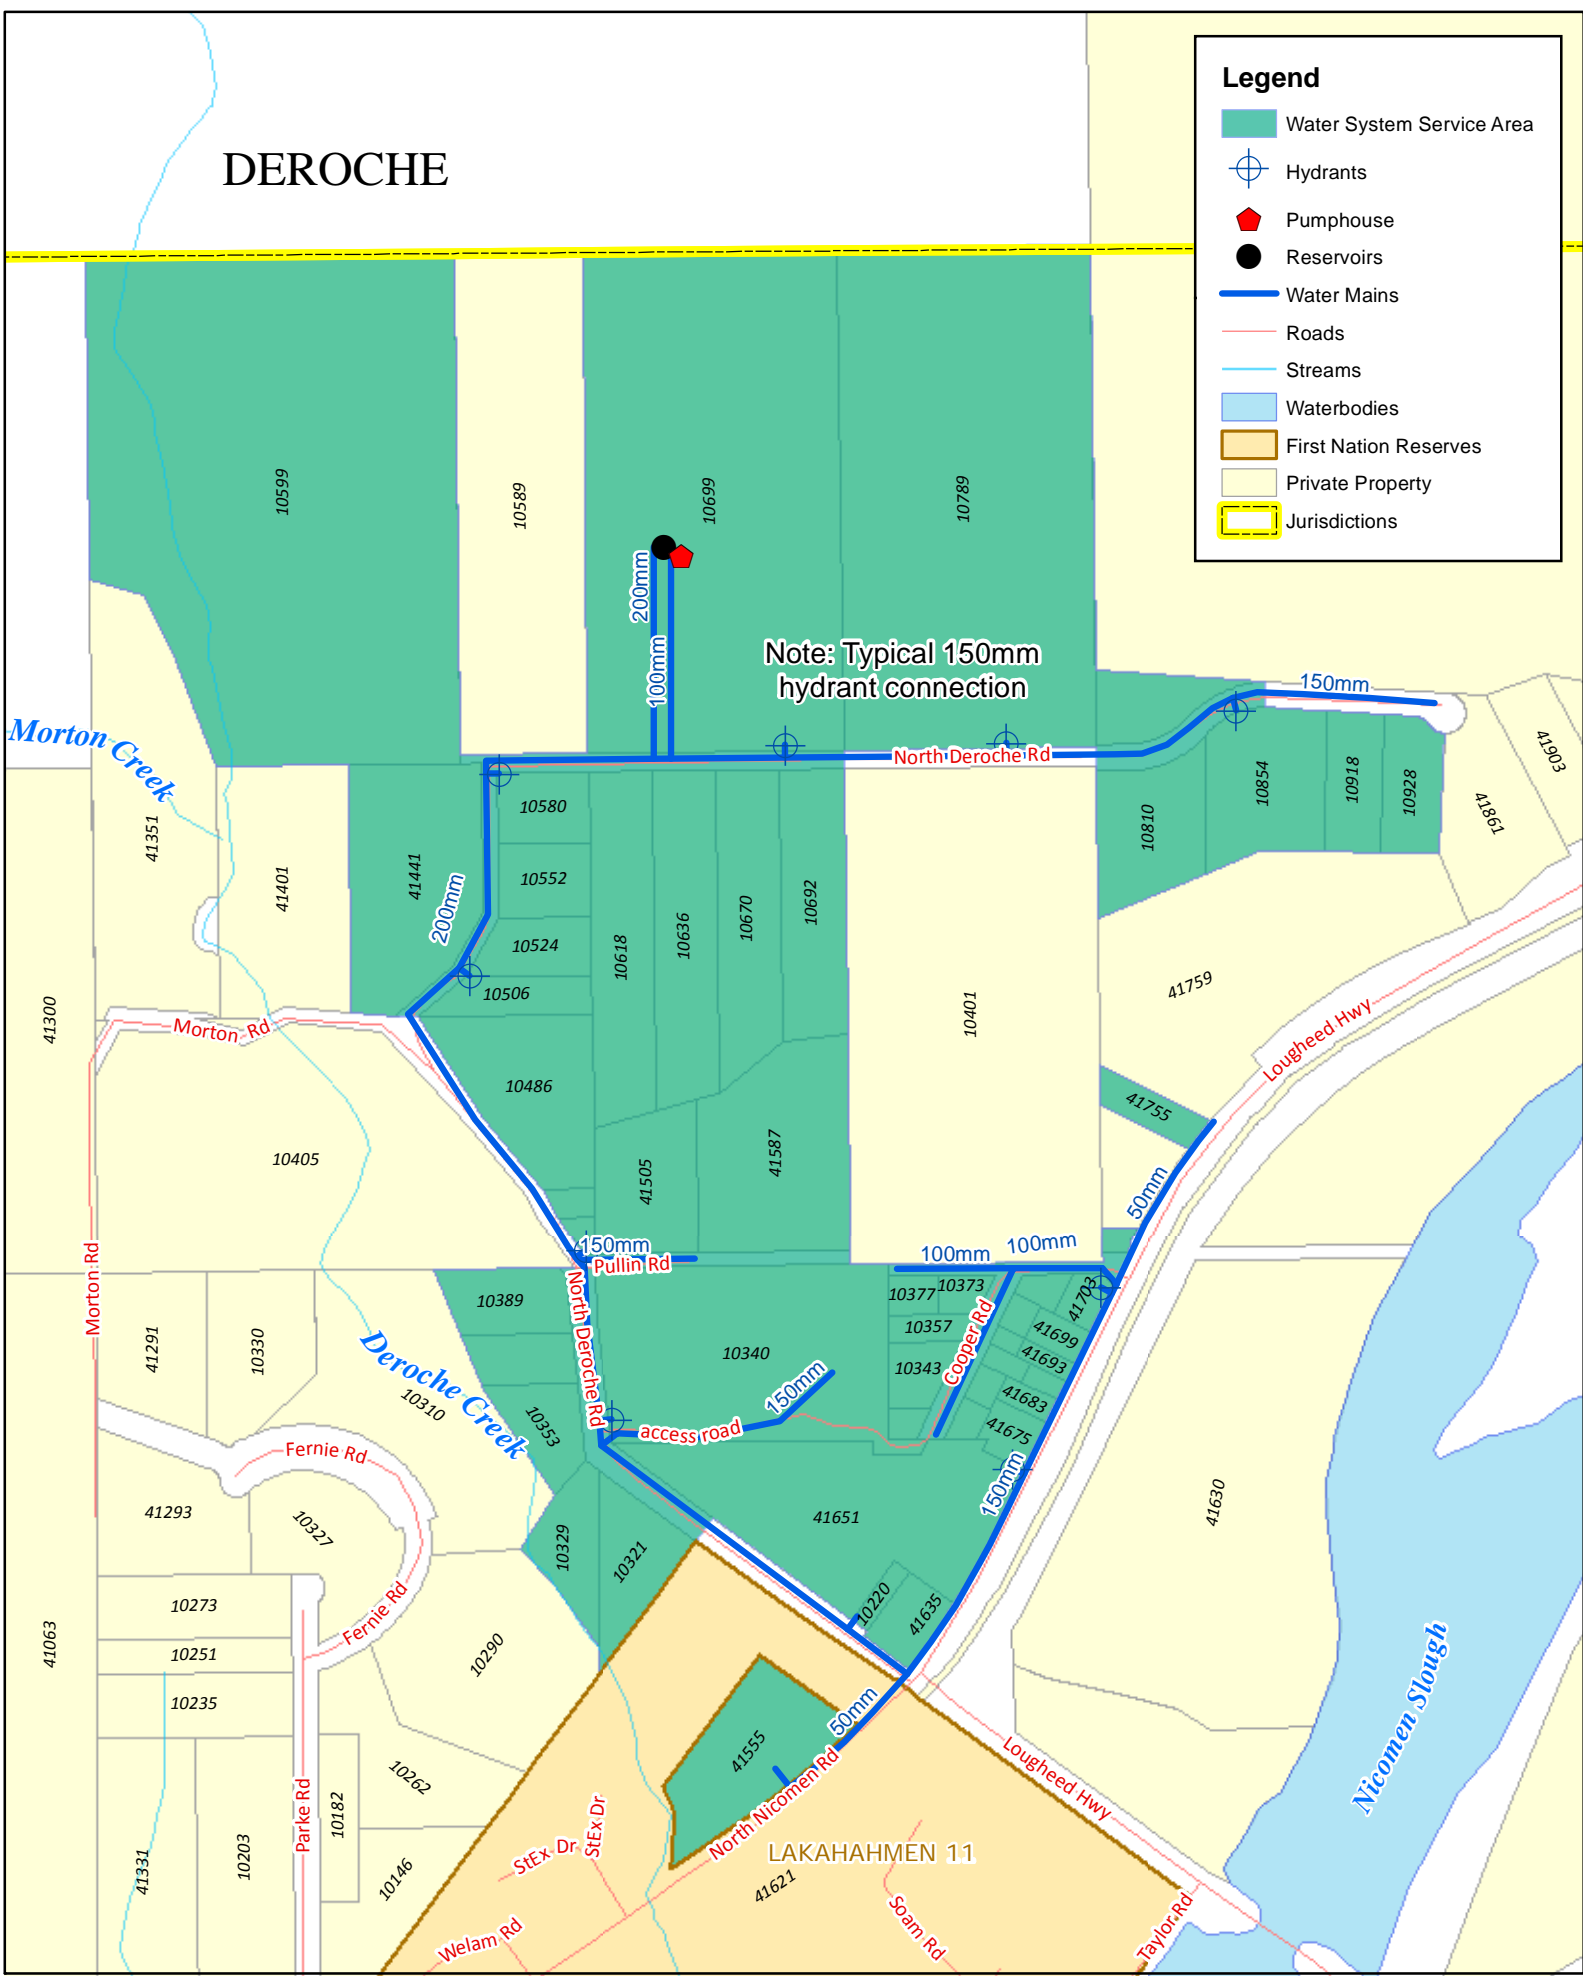 Legend
Water System Service Area
Hydrants
Pumphouse
Reservoirs
Water Mains
Roads
Streams
Waterbodies
First Nation Reserves
Private Property
Jurisdictions
DEROCHE
10599
10589
10699
10789
200mm
100mm
Note: Typical 150mm
hydrant connection
150mm
Morton Creek
North Deroche Rd
41903
41861
10928
10918
10854
10810
10580
10552
10524
10506
41351
41401
41441
200mm
10618
10636
10670
10692
10401
41759
41300
Morton Rd
Lougheed Hwy
10486
41755
10405
41505
41587
50mm
Morton Rd
150mm
Pullin Rd
100mm
100mm
North Deroche Rd
10389
10377
10373
41703
10357
Cooper Rd
41699
41693
10343
41683
41675
10340
150mm
access road
41291
10330
10310
Deroche Creek
10353
Fernie Rd
150mm
41630
41293
10327
10329
10321
41651
10220
41635
10273
Fernie Rd
10251
10290
41063
10235
Nicomen Slough
50mm
41555
North Nicomen Rd
Lougheed Hwy
10262
Parke Rd
10182
StEx Dr
StEx Dr
LAKAHAHMEN 11
41621
41331
10203
10146
Welam Rd
Soam Rd
Taylor Rd